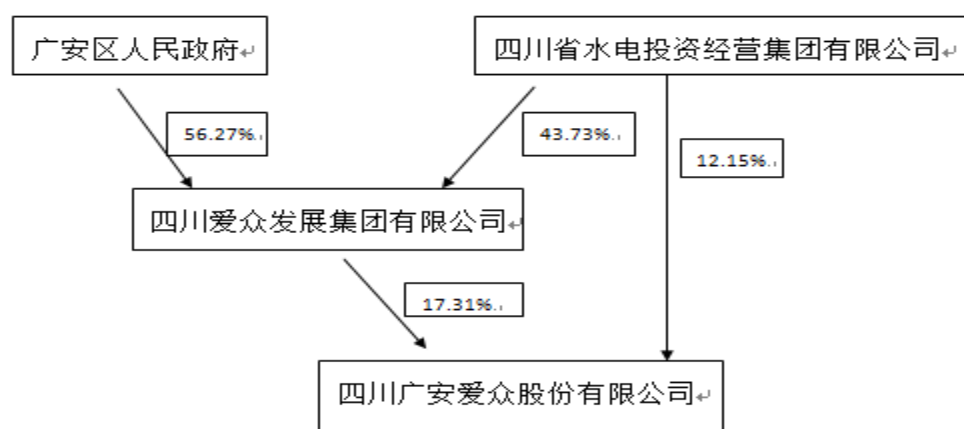 广安区人民政府
四川省水电投资经营集团有限公司
56.27%
43.73%
12.15%
四川爱众发展集团有限公司
17.31%
四川广安爱众股份有限公司